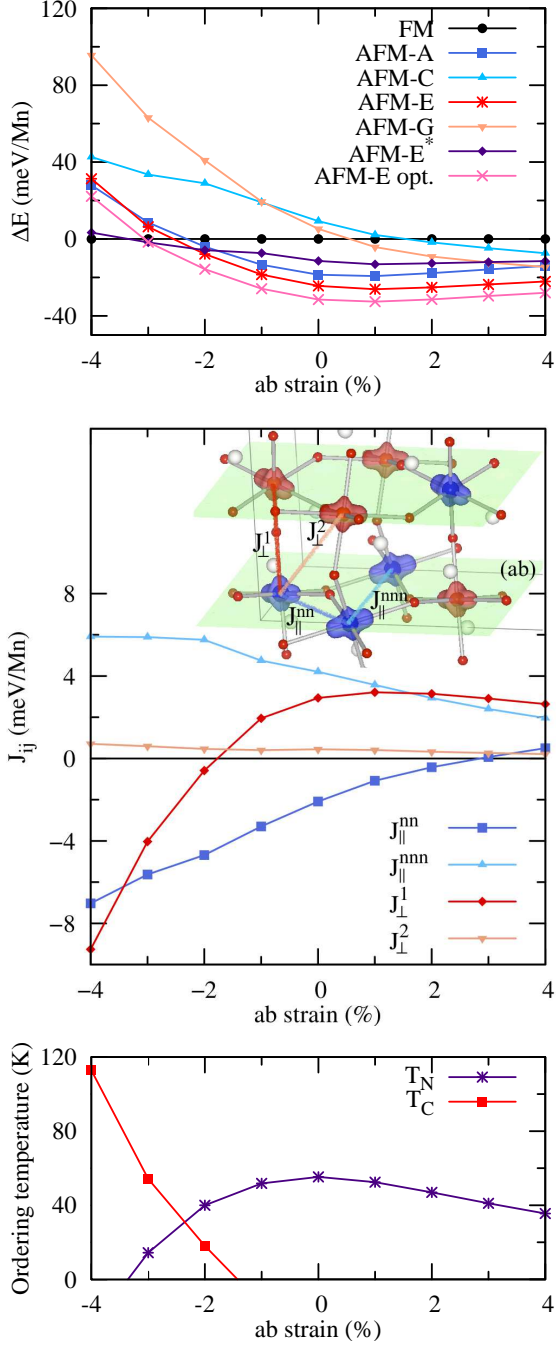 120
80
40
0
-40
ΔE (meV/Mn)
FM
AFM-A
AFM-C
AFM-E
AFM-G
AFM-E*
AFM-E opt.
-4 -2 0 2 4
ab strain (%)
J⊥¹ J⊥²
(ab)
J∥ⁿⁿ J∥ⁿⁿⁿ
8
4
0
−4
−8
J_ij (meV/Mn)
J∥ⁿⁿ
J∥ⁿⁿⁿ
J⊥¹
J⊥²
−4 −2 0 2 4
ab strain (%)
120
80
40
0
Ordering temperature (K)
T_N
T_C
-4 -2 0 2 4
ab strain (%)